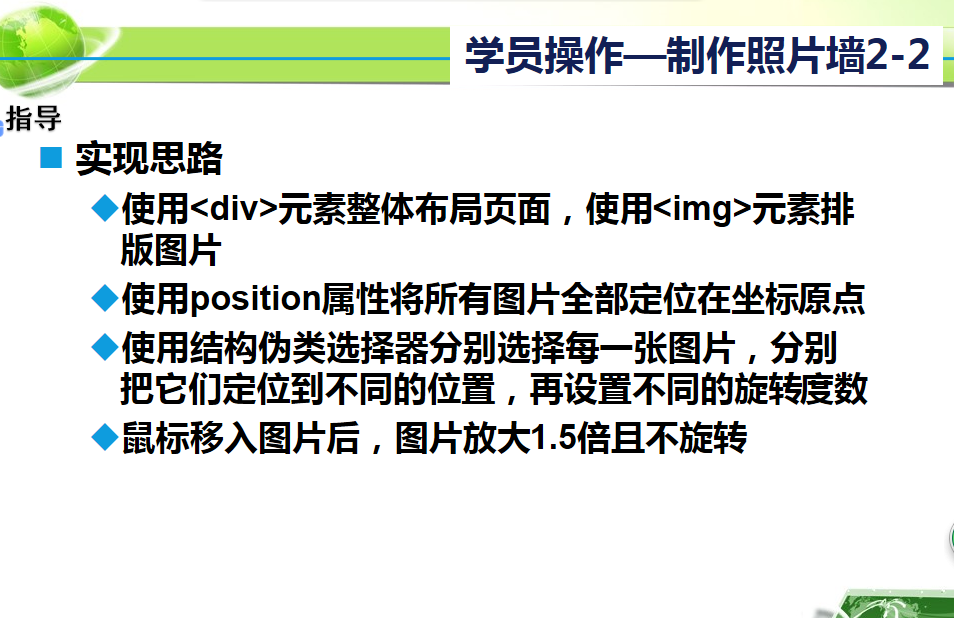 学员操作—制作照片墙2-2
指导
实现思路
使用<div>元素整体布局页面，使用<img>元素排
版图片
使用position属性将所有图片全部定位在坐标原点
使用结构伪类选择器分别选择每一张图片，分别
把它们定位到不同的位置，再设置不同的旋转度数
鼠标移入图片后，图片放大1.5倍且不旋转